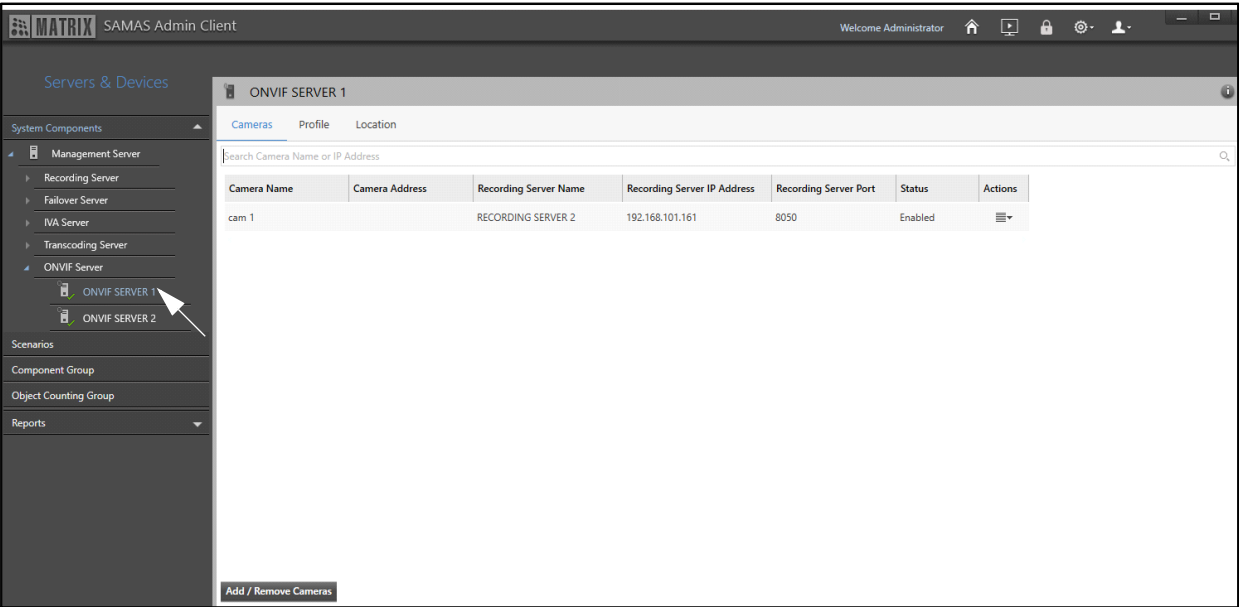 MATRIX SAMAS Admin Client Welcome Administrator
Servers & Devices
System Components
Management Server
Recording Server
Failover Server
IVA Server
Transcoding Server
ONVIF Server
ONVIF SERVER 1
ONVIF SERVER 2
Scenarios
Component Group
Object Counting Group
Reports
ONVIF SERVER 1
Cameras Profile Location
Search Camera Name or IP Address
Camera Name Camera Address Recording Server Name Recording Server IP Address Recording Server Port Status Actions
cam 1 RECORDING SERVER 2 192.168.101.161 8050 Enabled
Add / Remove Cameras